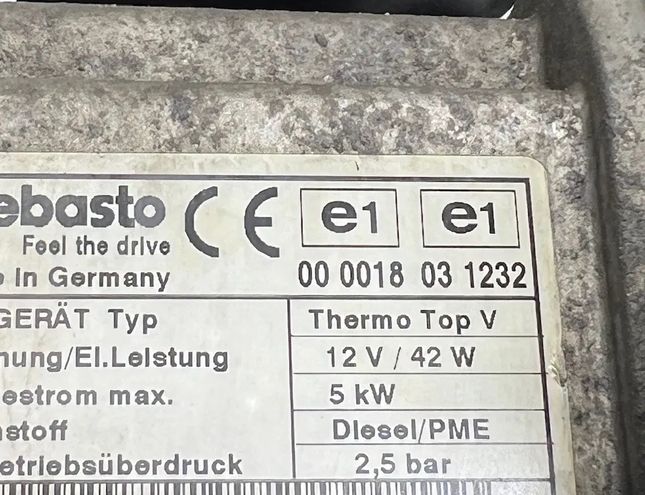 ebasto CE e1 e1
Feel the drive
e In Germany 00 0018 03 1232
GERÄT Typ Thermo Top V
nung/El.Leistung 12 V / 42 W
estrom max. 5 kW
nstoff Diesel/PME
etriebsüberdruck 2,5 bar